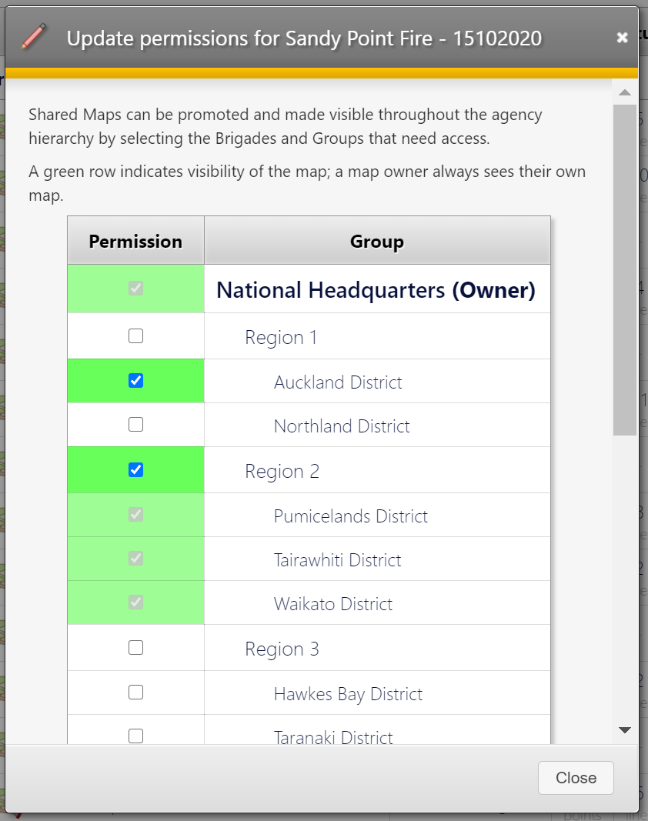 Update permissions for Sandy Point Fire - 15102020
Shared Maps can be promoted and made visible throughout the agency
hierarchy by selecting the Brigades and Groups that need access.
A green row indicates visibility of the map; a map owner always sees their own
map.
Permission Group
National Headquarters (Owner)
Region 1
Auckland District
Northland District
Region 2
Pumicelands District
Tairawhiti District
Waikato District
Region 3
Hawkes Bay District
Taranaki District
Close